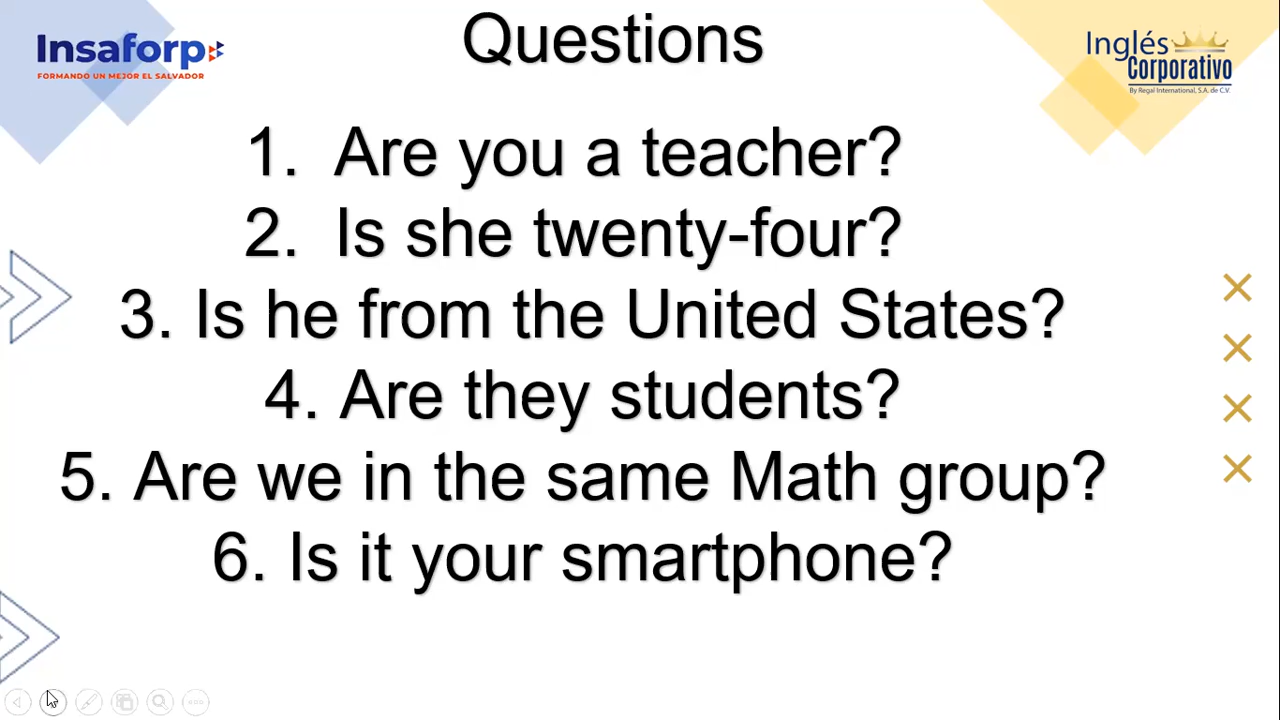 Questions
Insaforp
FORMANDO UN MEJOR EL SALVADOR
Inglés
Corporativo
By Regal International, S.A. de C.V.
1. Are you a teacher?
2. Is she twenty-four?
3. Is he from the United States?
4. Are they students?
5. Are we in the same Math group?
6. Is it your smartphone?